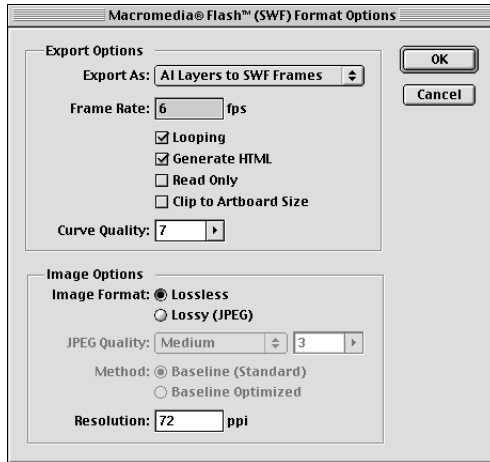 Macromedia® Flash™ (SWF) Format Options
Export Options
Export As: AI Layers to SWF Frames
OK
Cancel
Frame Rate: 6 fps
Looping
Generate HTML
Read Only
Clip to Artboard Size
Curve Quality: 7
Image Options
Image Format: Lossless
Lossy (JPEG)
JPEG Quality: Medium 3
Method: Baseline (Standard)
Baseline Optimized
Resolution: 72 ppi